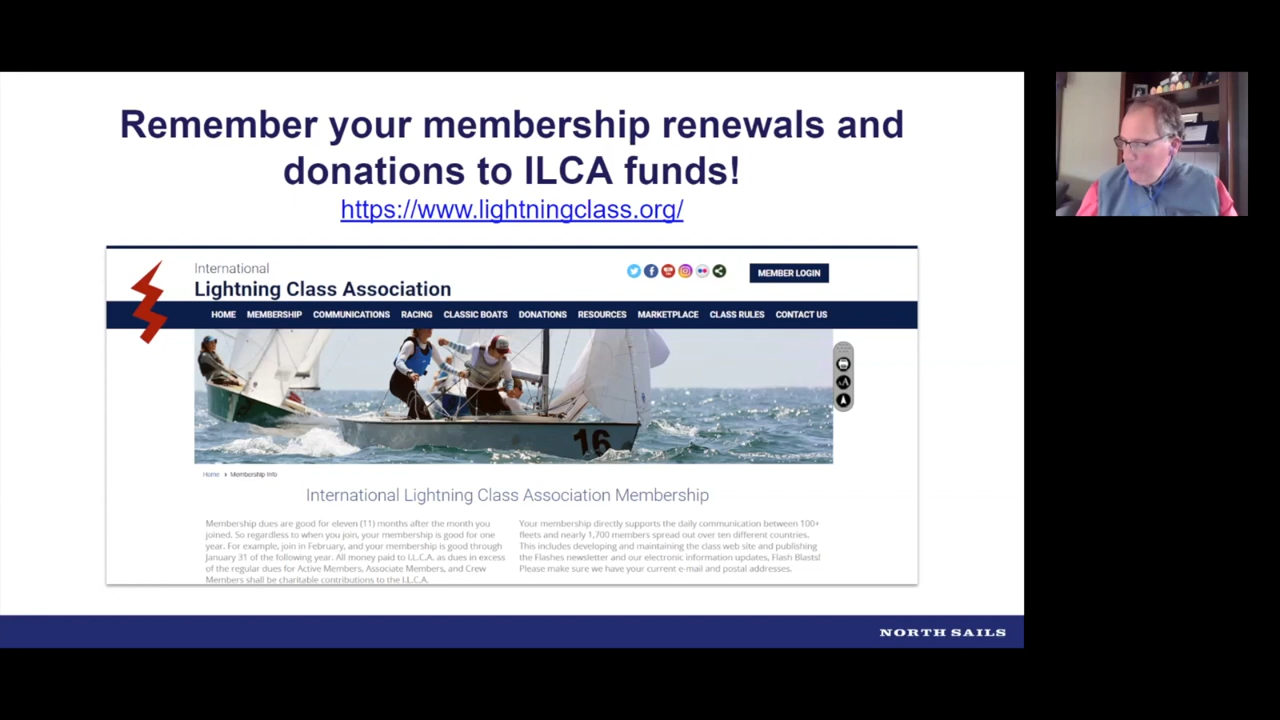 Remember your membership renewals and
donations to ILCA funds!
https://www.lightningclass.org/
International
Lightning Class Association
MEMBER LOGIN
HOME MEMBERSHIP COMMUNICATIONS RACING CLASSIC BOATS DONATIONS RESOURCES MARKETPLACE CLASS RULES CONTACT US
16
Home › Membership Info
International Lightning Class Association Membership
Membership dues are good for eleven (11) months after the month you
joined. So regardless to when you join, your membership is good for one
year. For example, join in February, and your membership is good through
January 31 of the following year. All money paid to I.L.C.A. as dues in excess
of the regular dues for Active Members, Associate Members, and Crew
Members shall be charitable contributions to the I.L.C.A.
Your membership directly supports the daily communication between 100+
fleets and nearly 1,700 members spread out over ten different countries.
This includes developing and maintaining the class web site and publishing
the Flashes newsletter and our electronic information updates, Flash Blasts!
Please make sure we have your current e-mail and postal addresses.
NORTH SAILS